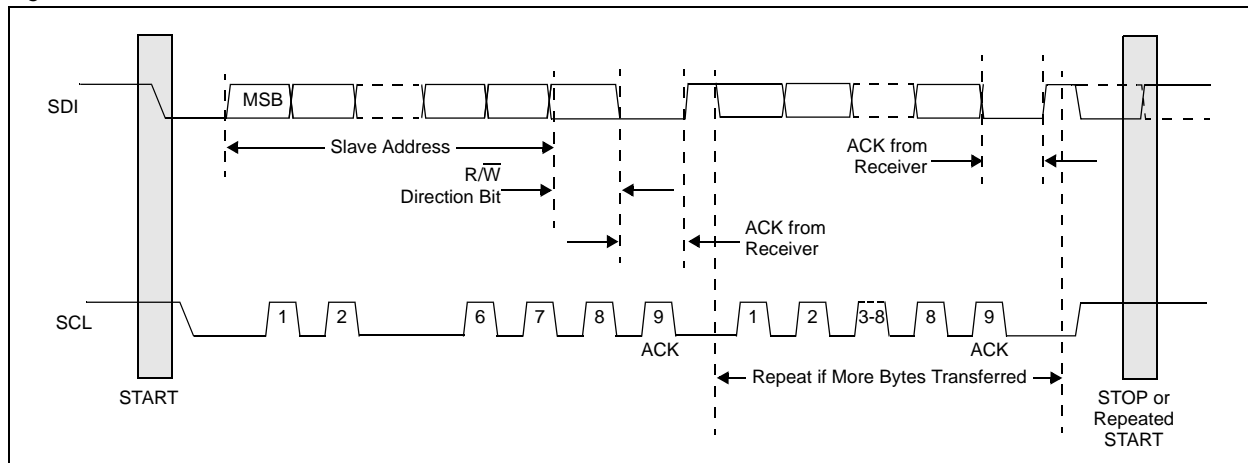 SDI
MSB
Slave Address
R/W̅
Direction Bit
ACK from
Receiver
ACK from
Receiver
SCL
1
2
6
7
8
9
ACK
1
2
3-8
8
9
ACK
Repeat if More Bytes Transferred
START
STOP or
Repeated
START